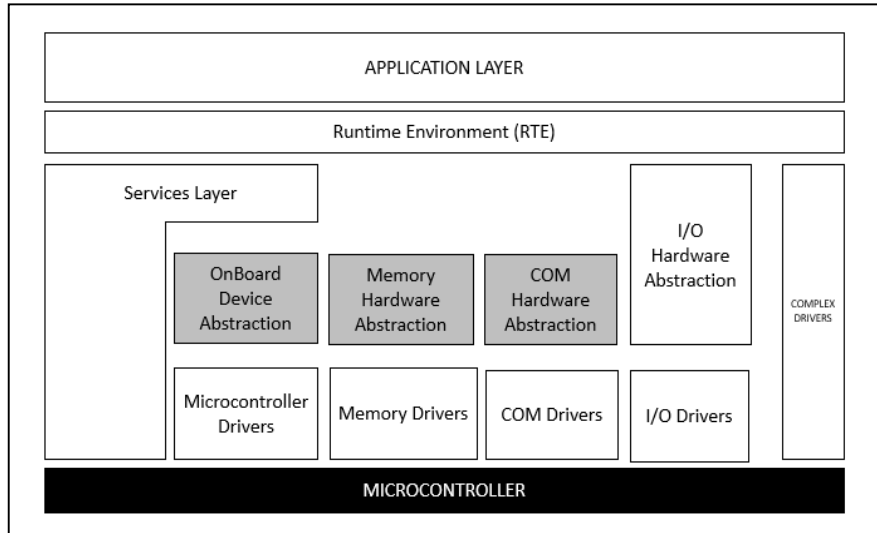 APPLICATION LAYER
Runtime Environment (RTE)
Services Layer
I/O
Hardware
Abstraction
OnBoard
Device
Abstraction
Memory
Hardware
Abstraction
COM
Hardware
Abstraction
COMPLEX
DRIVERS
Microcontroller
Drivers
Memory Drivers
COM Drivers
I/O Drivers
MICROCONTROLLER